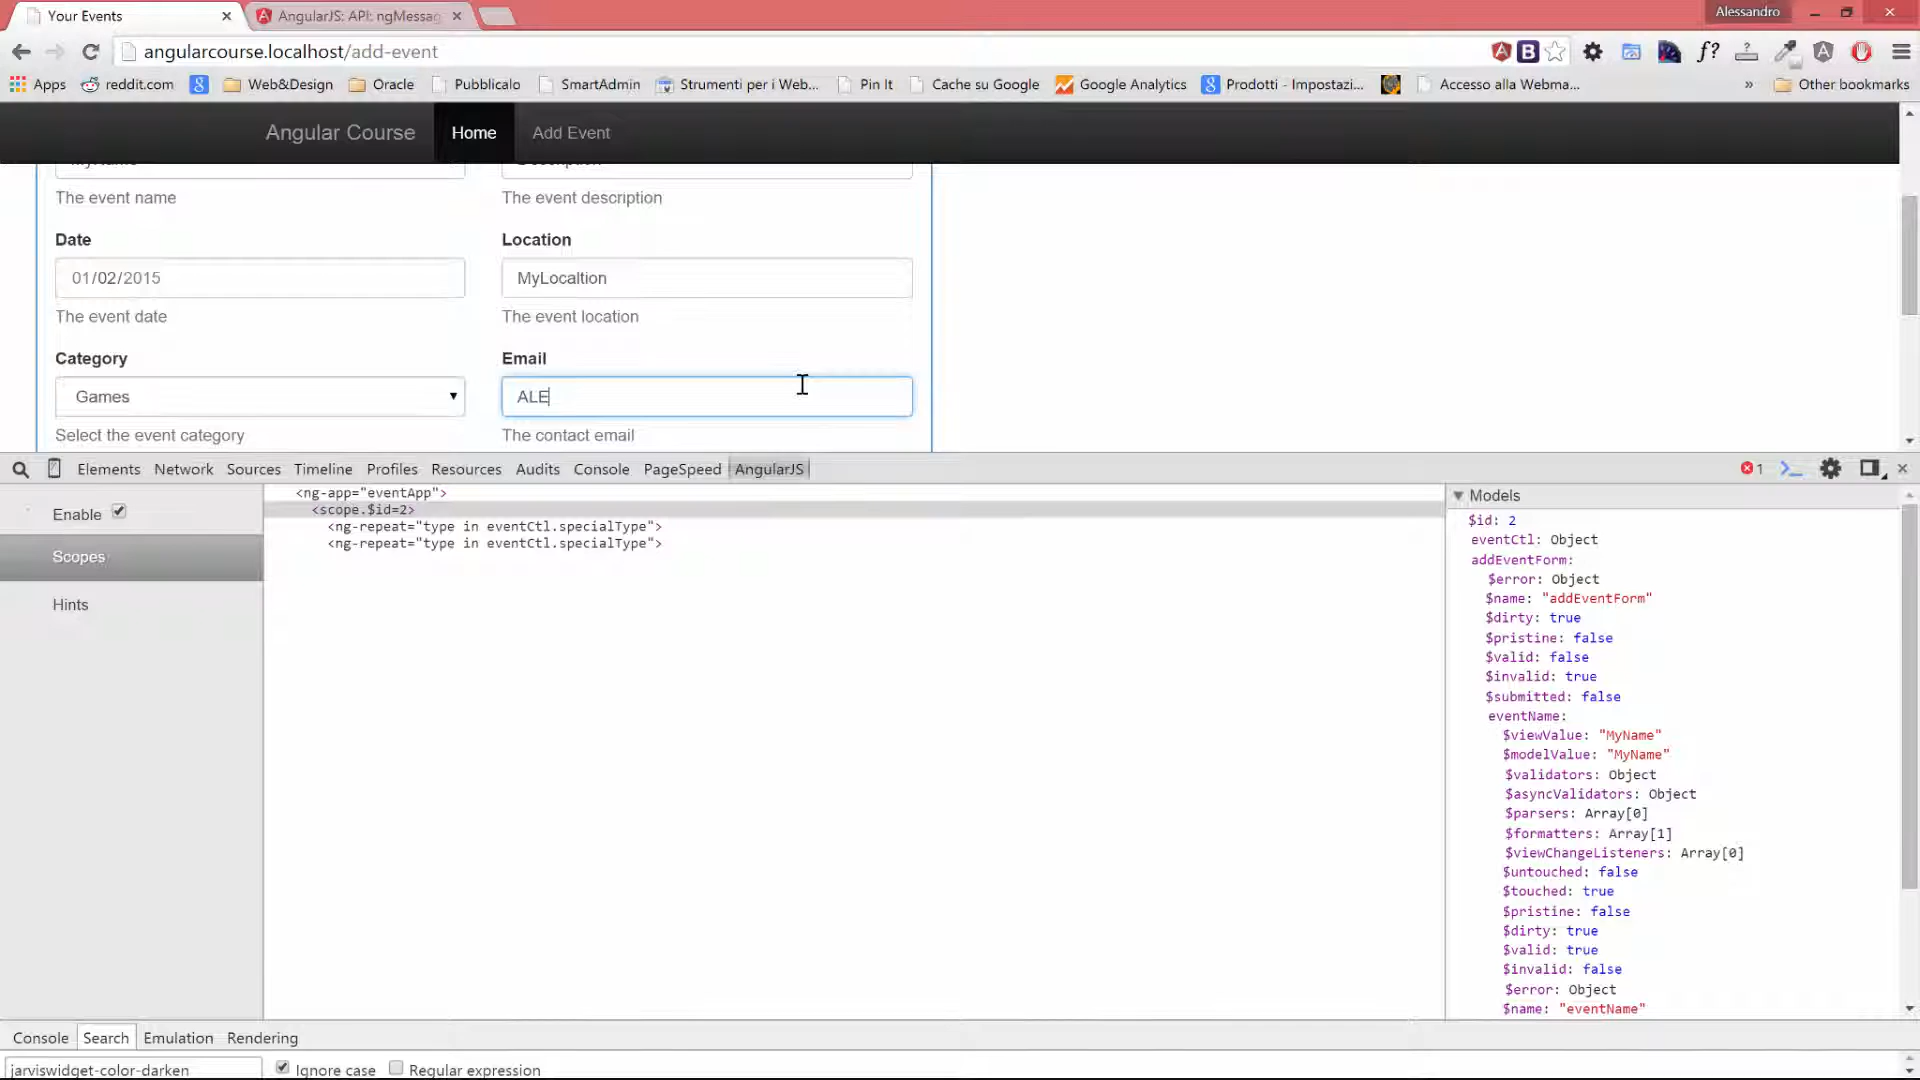 Your Events
AngularJS: API: ngMessag
Alessandro
angularcourse.localhost/add-event
Apps reddit.com Web&Design Oracle Pubblicalo SmartAdmin Strumenti per i Web... Pin It Cache su Google Google Analytics Prodotti - Impostazi... Accesso alla Webma... » Other bookmarks
Angular Course Home Add Event
The event name The event description
Date Location
01/02/2015 MyLocaltion
The event date The event location
Category Email
Games ALE
Select the event category The contact email
Elements Network Sources Timeline Profiles Resources Audits Console PageSpeed AngularJS 1
Enable
Scopes
Hints
<ng-app="eventApp">
<scope.$id=2>
<ng-repeat="type in eventCtl.specialType">
<ng-repeat="type in eventCtl.specialType">
Models
$id: 2
eventCtl: Object
addEventForm:
$error: Object
$name: "addEventForm"
$dirty: true
$pristine: false
$valid: false
$invalid: true
$submitted: false
eventName:
$viewValue: "MyName"
$modelValue: "MyName"
$validators: Object
$asyncValidators: Object
$parsers: Array[0]
$formatters: Array[1]
$viewChangeListeners: Array[0]
$untouched: false
$touched: true
$pristine: false
$dirty: true
$valid: true
$invalid: false
$error: Object
$name: "eventName"
Console Search Emulation Rendering
jarviswidget-color-darken Ignore case Regular expression